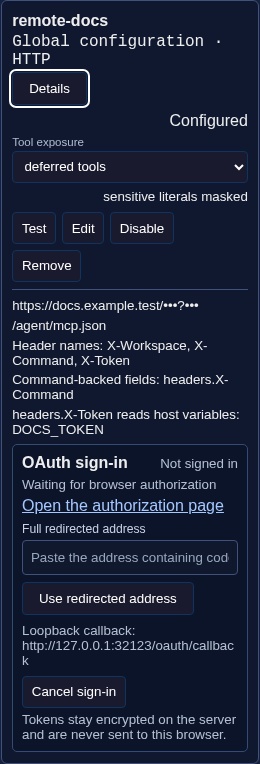 remote-docs
Global configuration ·
HTTP
Details
Configured
Tool exposure
deferred tools
sensitive literals masked
Test Edit Disable
Remove
https://docs.example.test/•••?•••
/agent/mcp.json
Header names: X-Workspace, X-
Command, X-Token
Command-backed fields: headers.X-
Command
headers.X-Token reads host variables:
DOCS_TOKEN
OAuth sign-in Not signed in
Waiting for browser authorization
Open the authorization page
Full redirected address
Paste the address containing cod
Use redirected address
Loopback callback:
http://127.0.0.1:32123/oauth/callbac
k
Cancel sign-in
Tokens stay encrypted on the server
and are never sent to this browser.